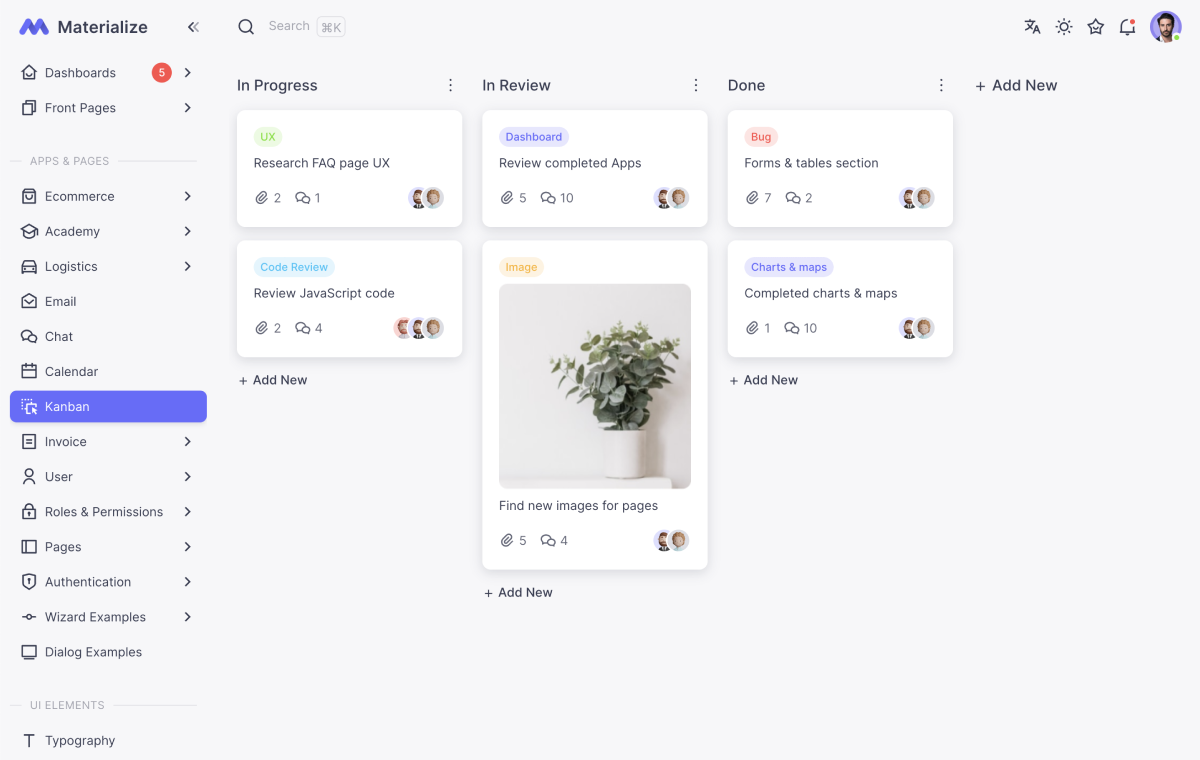 Materialize
Search ⌘K
Dashboards 5
Front Pages
APPS & PAGES
Ecommerce
Academy
Logistics
Email
Chat
Calendar
Kanban
Invoice
User
Roles & Permissions
Pages
Authentication
Wizard Examples
Dialog Examples
UI ELEMENTS
Typography
In Progress
UX
Research FAQ page UX
2 1
Code Review
Review JavaScript code
2 4
+ Add New
In Review
Dashboard
Review completed Apps
5 10
Image
Find new images for pages
5 4
+ Add New
Done
Bug
Forms & tables section
7 2
Charts & maps
Completed charts & maps
1 10
+ Add New
+ Add New